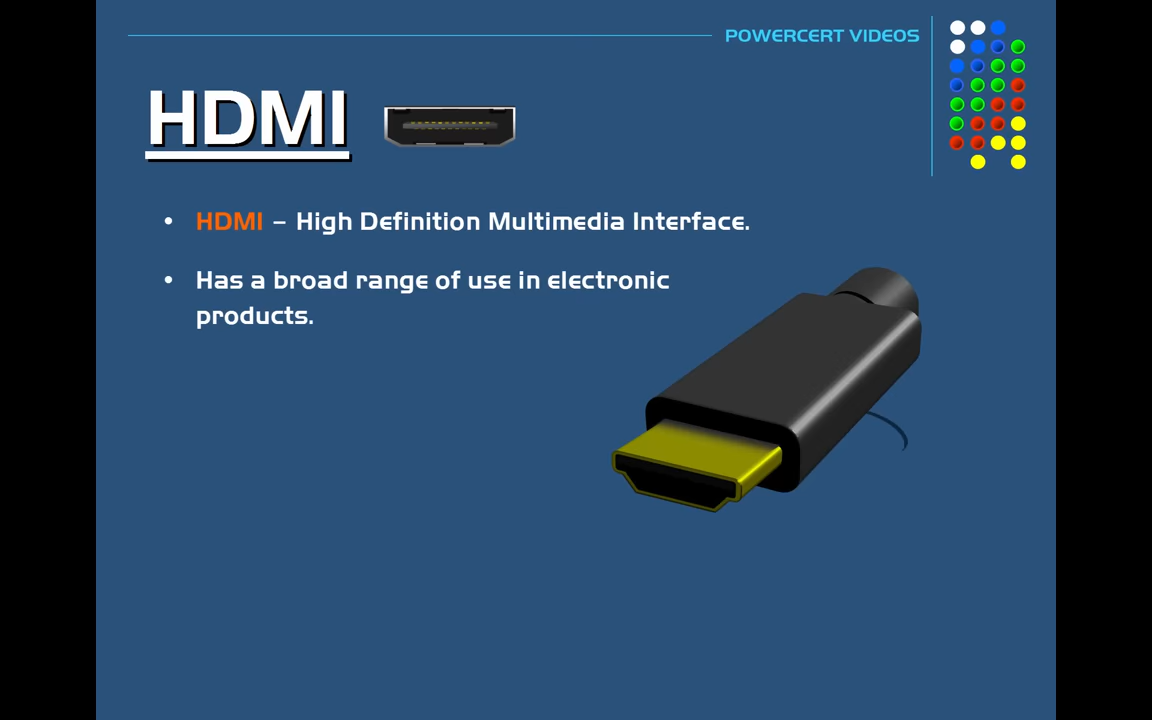 POWERCERT VIDEOS
HDMI
• HDMI – High Definition Multimedia Interface.
• Has a broad range of use in electronic
products.